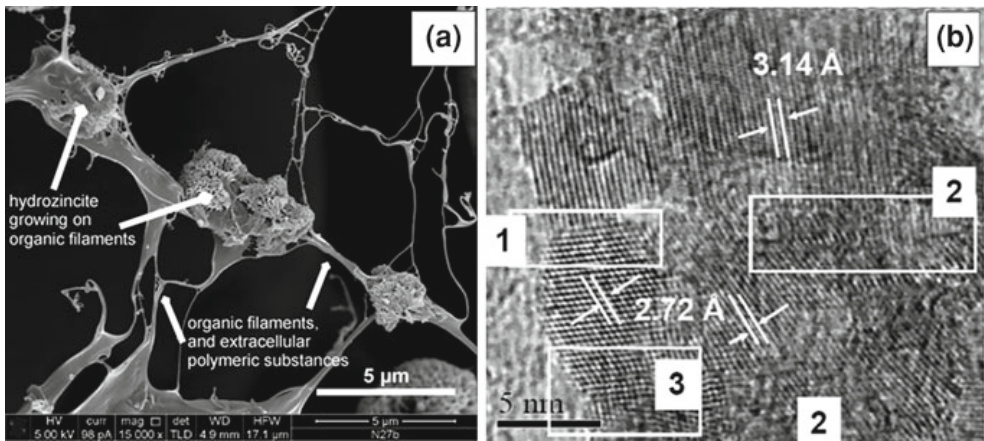 (a)
hydrozincite
growing on
organic filaments
organic filaments,
and extracellular
polymeric substances
5 µm
HV curr mag det WD HFW 5 µm
5.00 kV 98 pA 15 000 x TLD 4.9 mm 17.1 µm N27b
(b)
3.14 Å
2
1
2.72 Å
3
5 nm
2